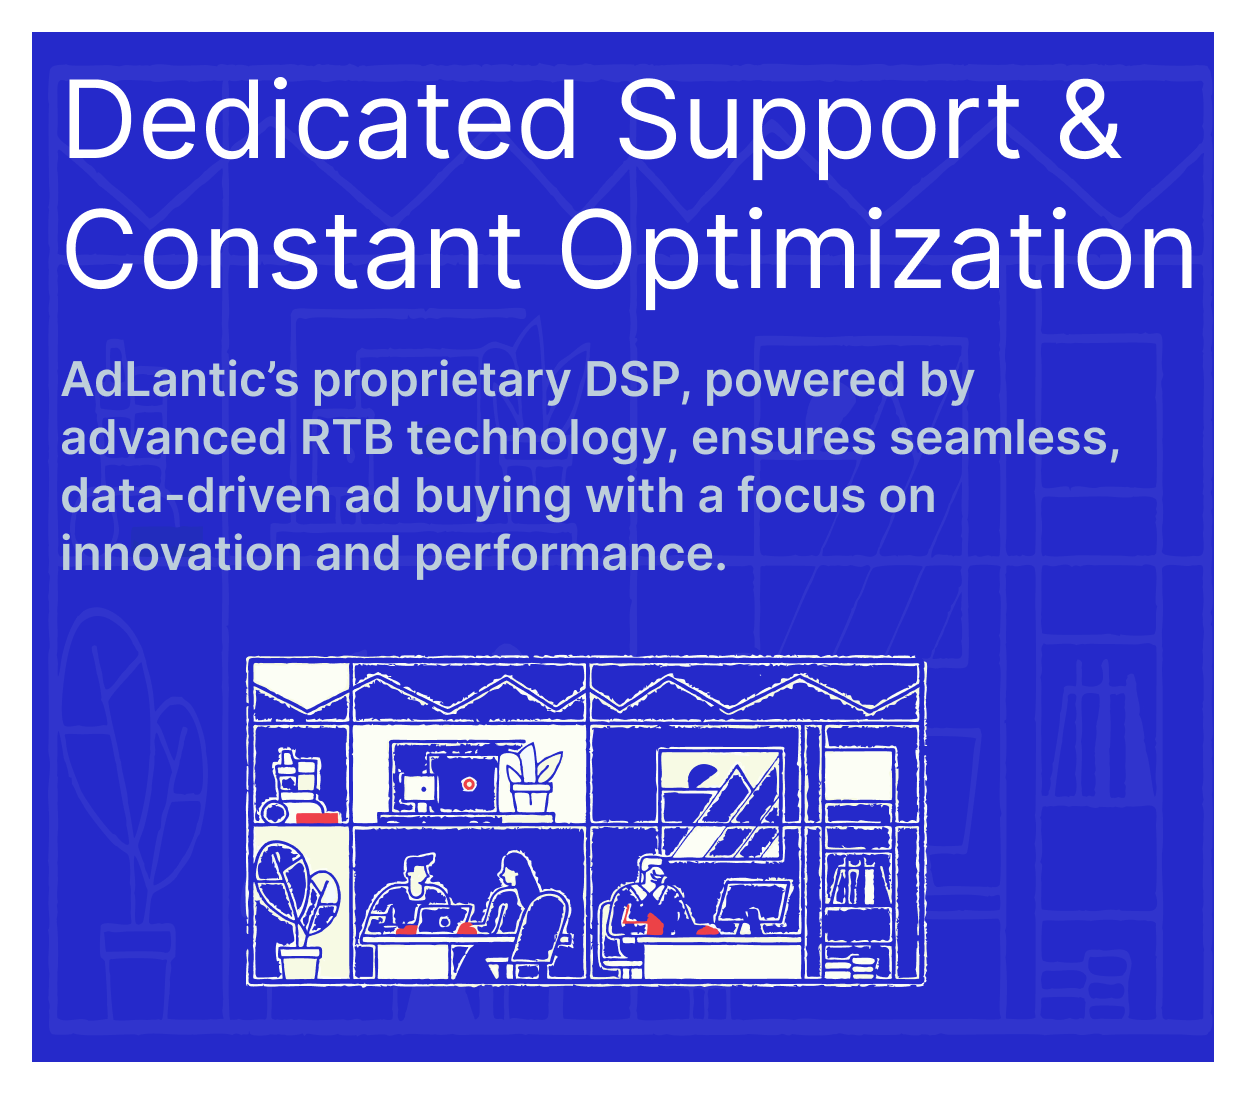 Dedicated Support &
Constant Optimization
AdLantic’s proprietary DSP, powered by
advanced RTB technology, ensures seamless,
data-driven ad buying with a focus on
innovation and performance.